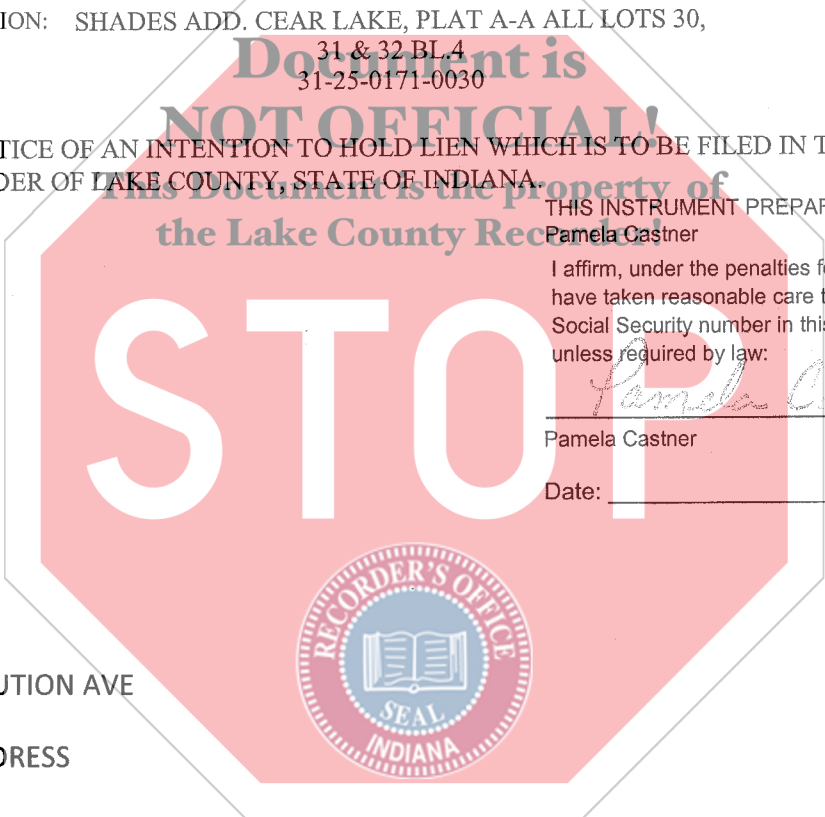 ION: SHADES ADD. CEAR LAKE, PLAT A-A ALL LOTS 30,
31 & 32 BL.4
31-25-0171-0030
Document is
NOT OFFICIAL!
This Document is the property of
the Lake County Recorder!
TICE OF AN INTENTION TO HOLD LIEN WHICH IS TO BE FILED IN T
DER OF LAKE COUNTY, STATE OF INDIANA.
THIS INSTRUMENT PREPAR
Pamela Castner
I affirm, under the penalties f
have taken reasonable care t
Social Security number in this
unless required by law:
Pamela C
Pamela Castner
Date:
STOP
RECORDER'S OFFICE
SEAL
INDIANA
UTION AVE
DRESS